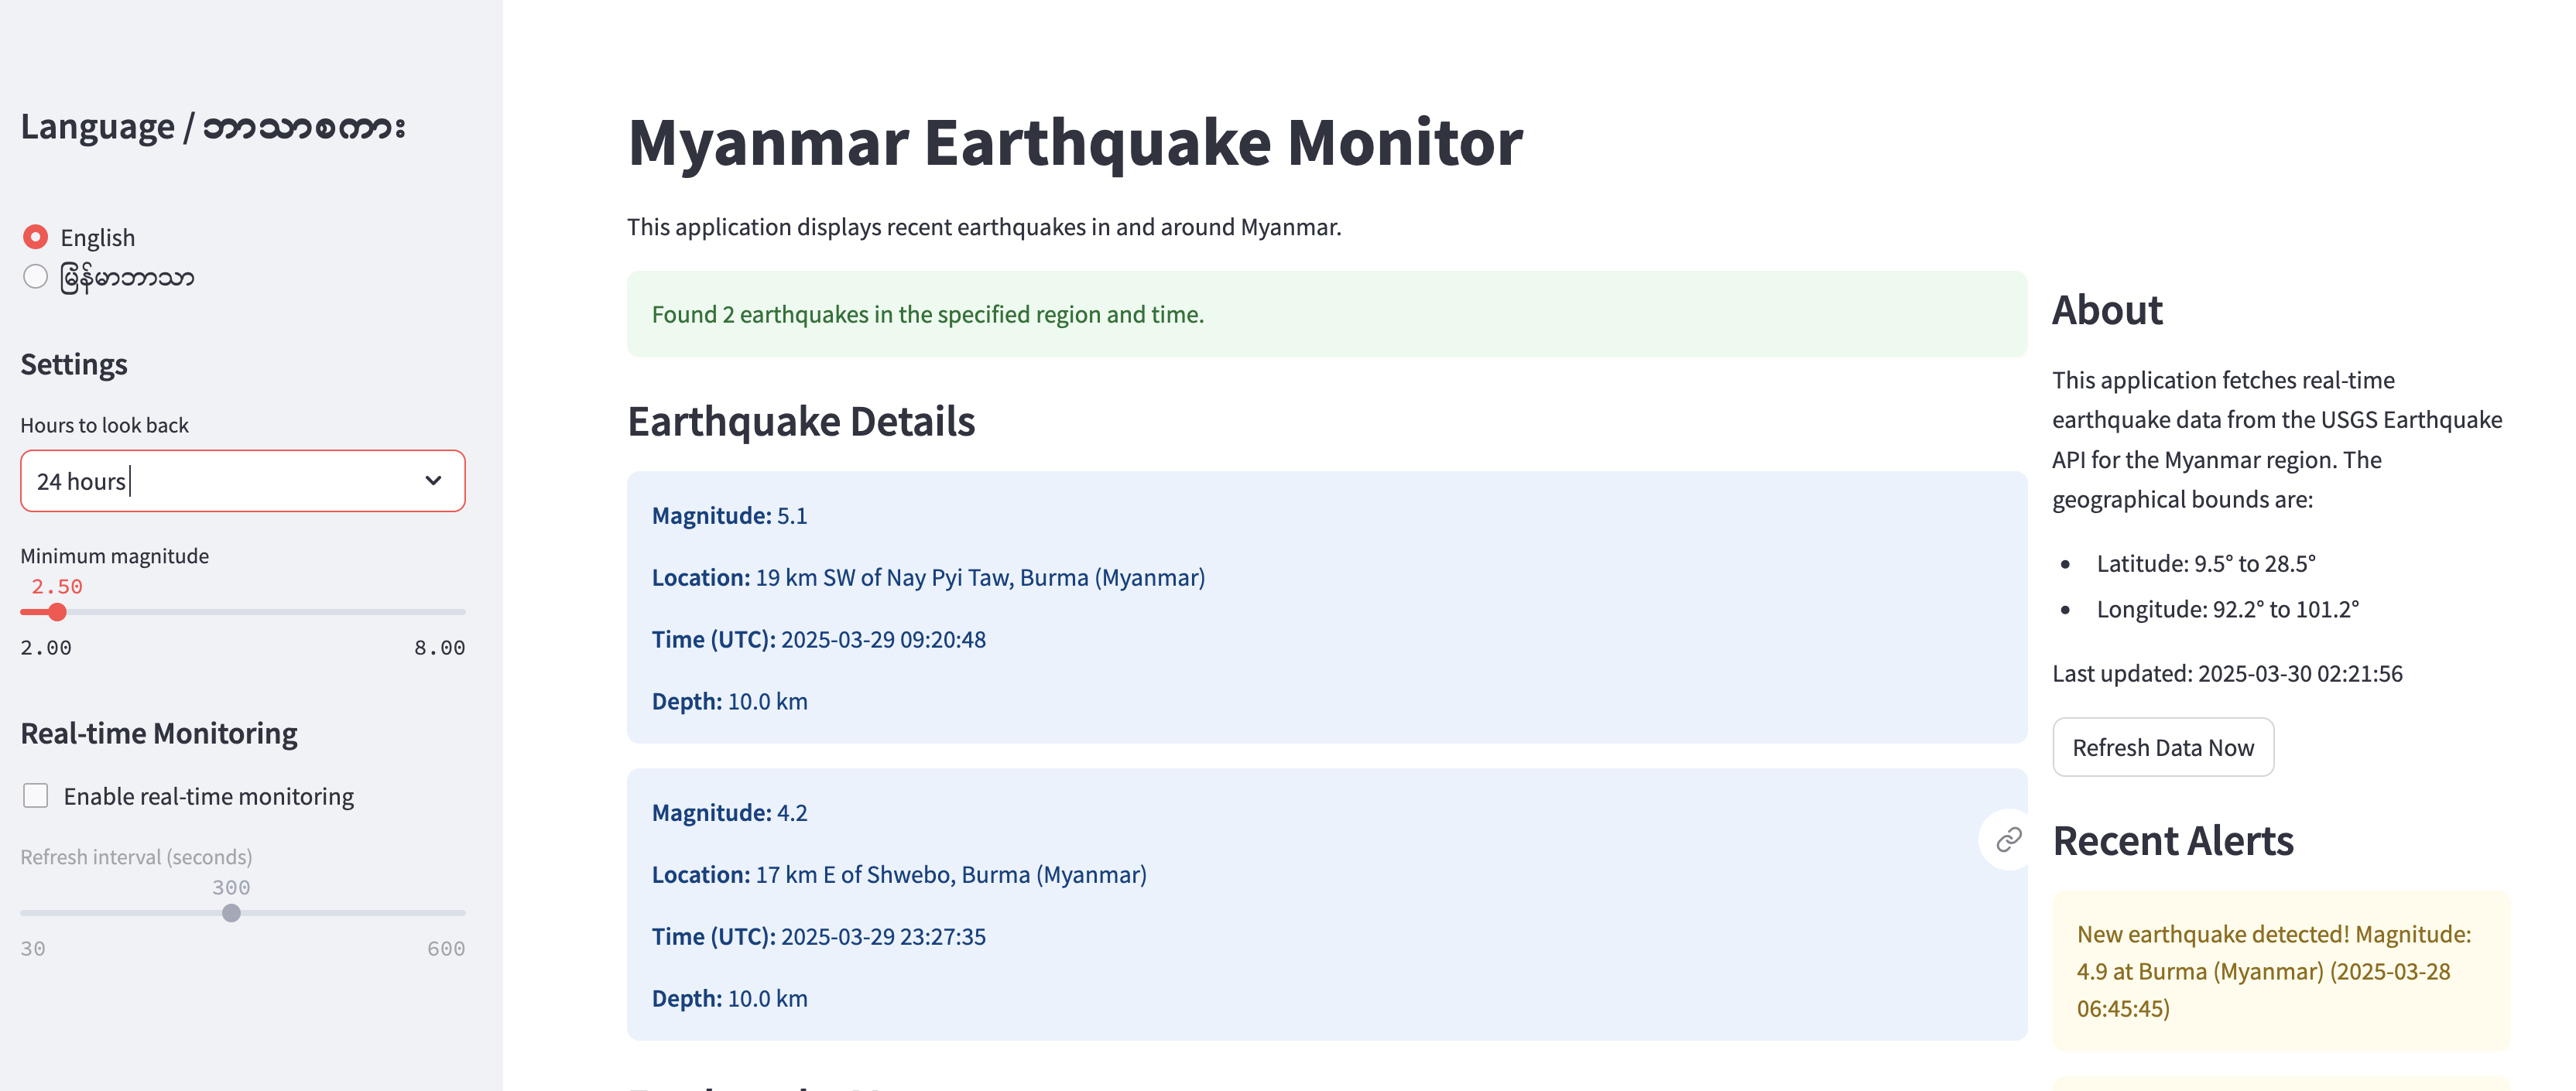 Language / ဘာသာစကား
English
မြန်မာဘာသာ
Settings
Hours to look back
24 hours
Minimum magnitude
2.50
2.00 8.00
Real-time Monitoring
Enable real-time monitoring
Refresh interval (seconds)
300
30 600
Myanmar Earthquake Monitor
This application displays recent earthquakes in and around Myanmar.
Found 2 earthquakes in the specified region and time.
Earthquake Details
Magnitude: 5.1
Location: 19 km SW of Nay Pyi Taw, Burma (Myanmar)
Time (UTC): 2025-03-29 09:20:48
Depth: 10.0 km
Magnitude: 4.2
Location: 17 km E of Shwebo, Burma (Myanmar)
Time (UTC): 2025-03-29 23:27:35
Depth: 10.0 km
About
This application fetches real-time
earthquake data from the USGS Earthquake
API for the Myanmar region. The
geographical bounds are:
• Latitude: 9.5° to 28.5°
• Longitude: 92.2° to 101.2°
Last updated: 2025-03-30 02:21:56
Refresh Data Now
Recent Alerts
New earthquake detected! Magnitude:
4.9 at Burma (Myanmar) (2025-03-28
06:45:45)